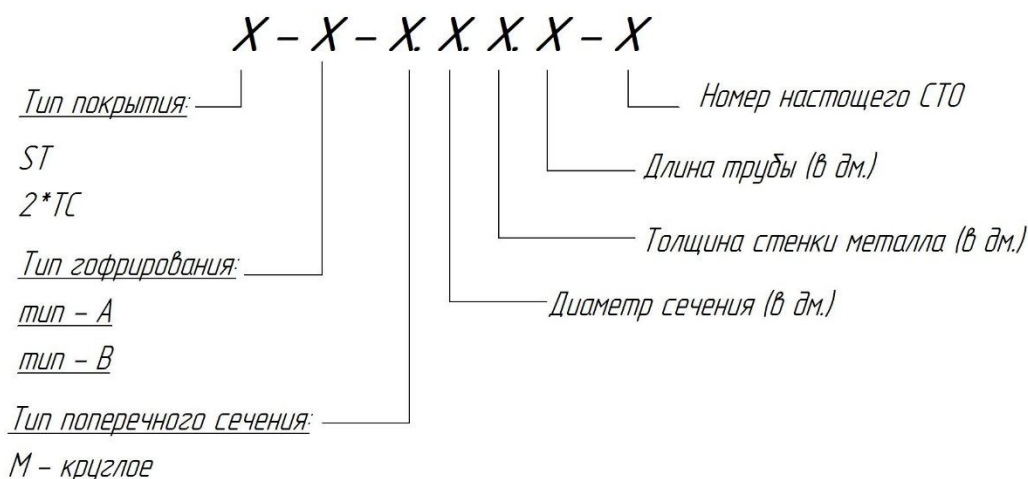 X – X – X. X X. X – X
Тип покрытия:
Номер настощего СТО
ST
Длина трубы (в дм.)
2*TC
Толщина стенки металла (в дм.)
Тип гофрирования:
Диаметр сечения (в дм.)
тип – А
тип – В
Тип поперечного сечения:
М – круглое